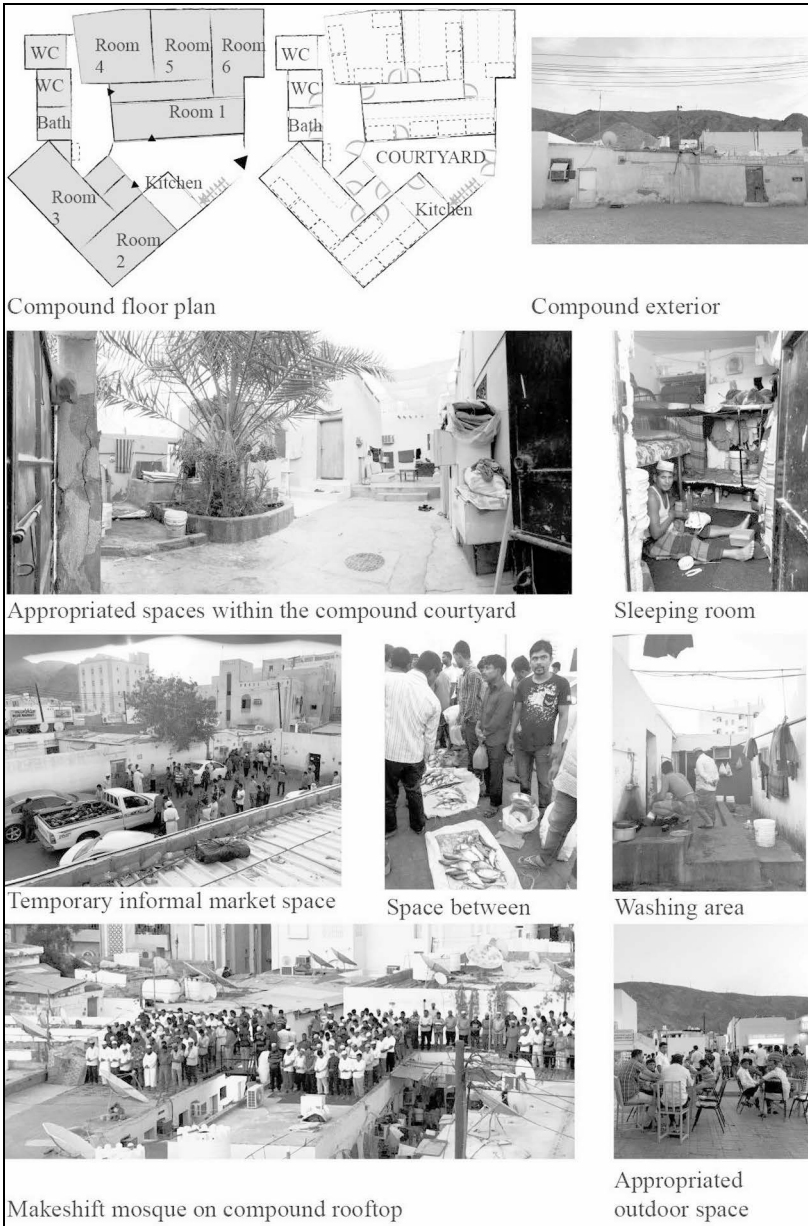 WC
Room
4
Room
5
Room
6
WC
Bath
Room 1
Kitchen
Room
3
Room
2
WC
WC
Bath
COURTYARD
Kitchen
Compound floor plan
Compound exterior
Appropriated spaces within the compound courtyard
Sleeping room
Temporary informal market space
Space between
Washing area
Makeshift mosque on compound rooftop
Appropriated
outdoor space